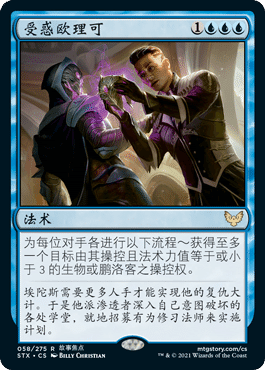 受惑欧理可 1
法术
为每位对手各进行以下流程～获得至多
一个目标由其操控且法术力值等于或小
于 3 的生物或鹏洛客之操控权。
埃陀斯需要更多人手才能实现他的复仇大
计。于是他派渗透者深入自己意图破坏的
各处学堂，就地招募有为修习法师来实施
计划。
058/275 R 故事焦点
STX • CS BILLY CHRISTIAN
mtgstory.com/cs
™ & © 2021 Wizards of the Coast